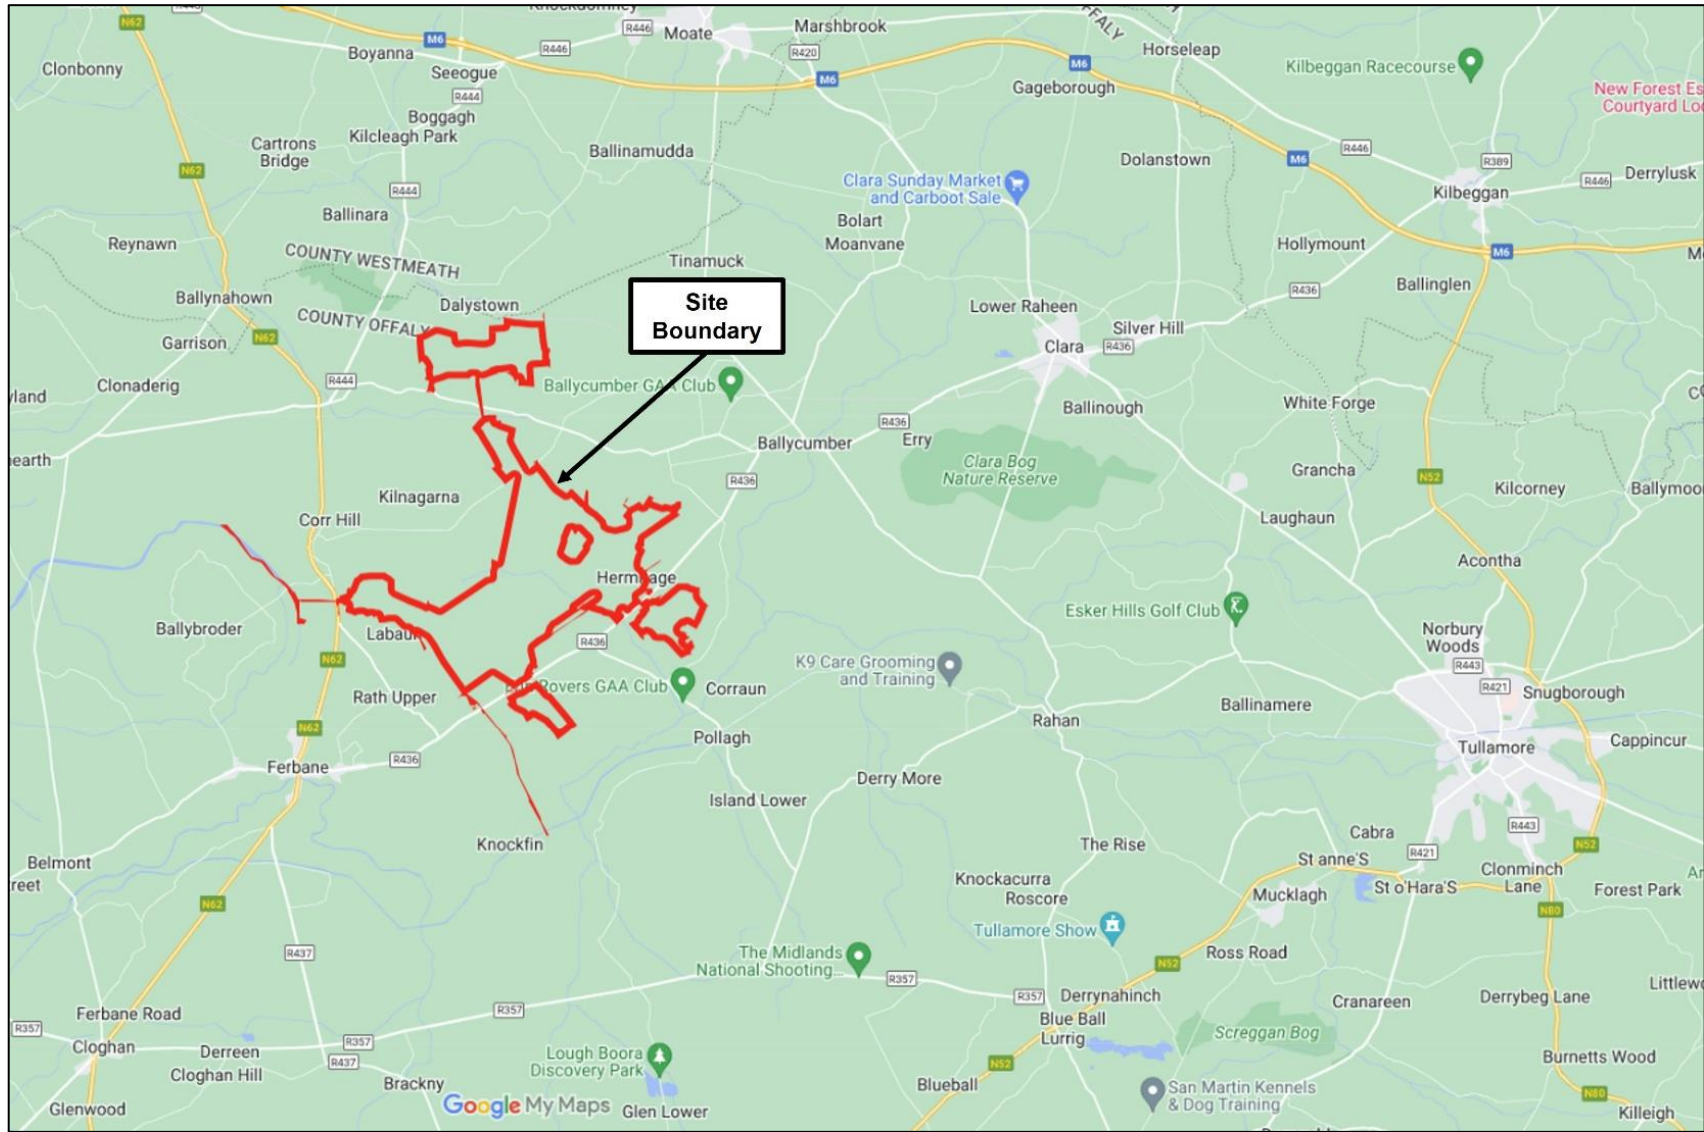 N62
R446
Moate
Marshbrook
M6
Boyanna
R446
R420
Horseleap
Clonbonny
Seeogue
M6
M6
Kilbeggan Racecourse
R444
Gageborough
New Forest Es
Courtyard Lo
Boggagh
Kilcleagh Park
Cartrons
Bridge
Ballinamudda
Dolanstown
M6
R446
R389
N62
R444
Clara Sunday Market
and Carboot Sale
R446
Derrylusk
Kilbeggan
Ballinara
Bolart
Moanvane
Reynawn
COUNTY WESTMEATH
Tinamuck
Hollymount
M6
Ballynahown
Dalystown
Site
Boundary
Lower Raheen
R436
Ballinglen
COUNTY OFFALY
Garrison
N62
Silver Hill
Clara
R436
Clonaderig
R444
Ballycumber GAA Club
Ballinough
White Forge
R436
Erry
Ballycumber
Clara Bog
Nature Reserve
Grancha
N52
R436
Kilnagarna
Kilcorney
Ballymoo
Corr Hill
Laughaun
Acontha
Hermitage
Esker Hills Golf Club
Ballybroder
Labaun
R436
Norbury
Woods
N62
K9 Care Grooming
and Training
R443
R421
Snugborough
Rath Upper
Rovers GAA Club
Corraun
Ballinamere
N62
Rahan
Pollagh
Tullamore
Cappincur
Ferbane
R436
Derry More
Island Lower
R443
Knockfin
The Rise
Cabra
N52
Belmont
St anne'S
R421
Clonminch
Lane
Knockacurra
Roscore
Mucklagh
St o'Hara'S
Forest Park
N62
N80
Tullamore Show
R437
The Midlands
National Shooting...
N52
Ross Road
R357
R357
Derrynahinch
Cranareen
Derrybeg Lane
R357
Ferbane Road
Blue Ball
Lurrig
Screggan Bog
R357
Cloghan
R357
Derreen
Cloghan Hill
R437
Lough Boora
Discovery Park
N52
Burnetts Wood
Brackny
Blueball
San Martin Kennels
& Dog Training
N80
Glenwood
Google My Maps
Glen Lower
Killeigh